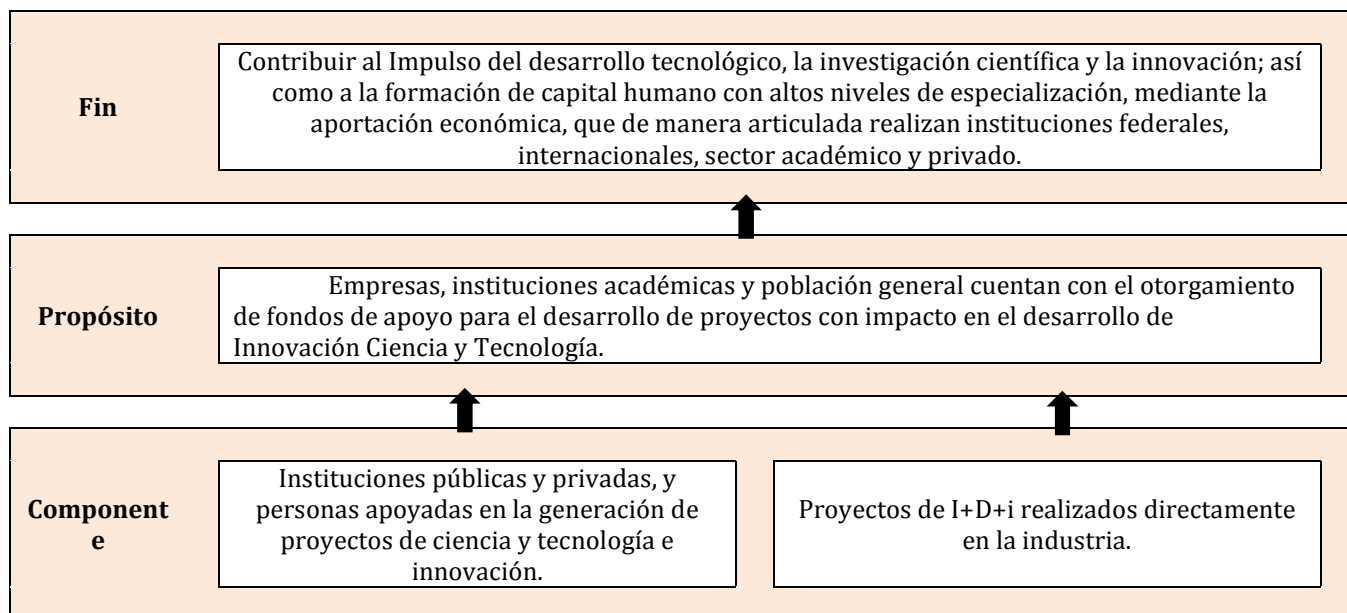 Fin
Contribuir al Impulso del desarrollo tecnológico, la investigación científica y la innovación; así
como a la formación de capital humano con altos niveles de especialización, mediante la
aportación económica, que de manera articulada realizan instituciones federales,
internacionales, sector académico y privado.
Propósito
Empresas, instituciones académicas y población general cuentan con el otorgamiento
de fondos de apoyo para el desarrollo de proyectos con impacto en el desarrollo de
Innovación Ciencia y Tecnología.
Component
e
Instituciones públicas y privadas, y
personas apoyadas en la generación de
proyectos de ciencia y tecnología e
innovación.
Proyectos de I+D+i realizados directamente
en la industria.